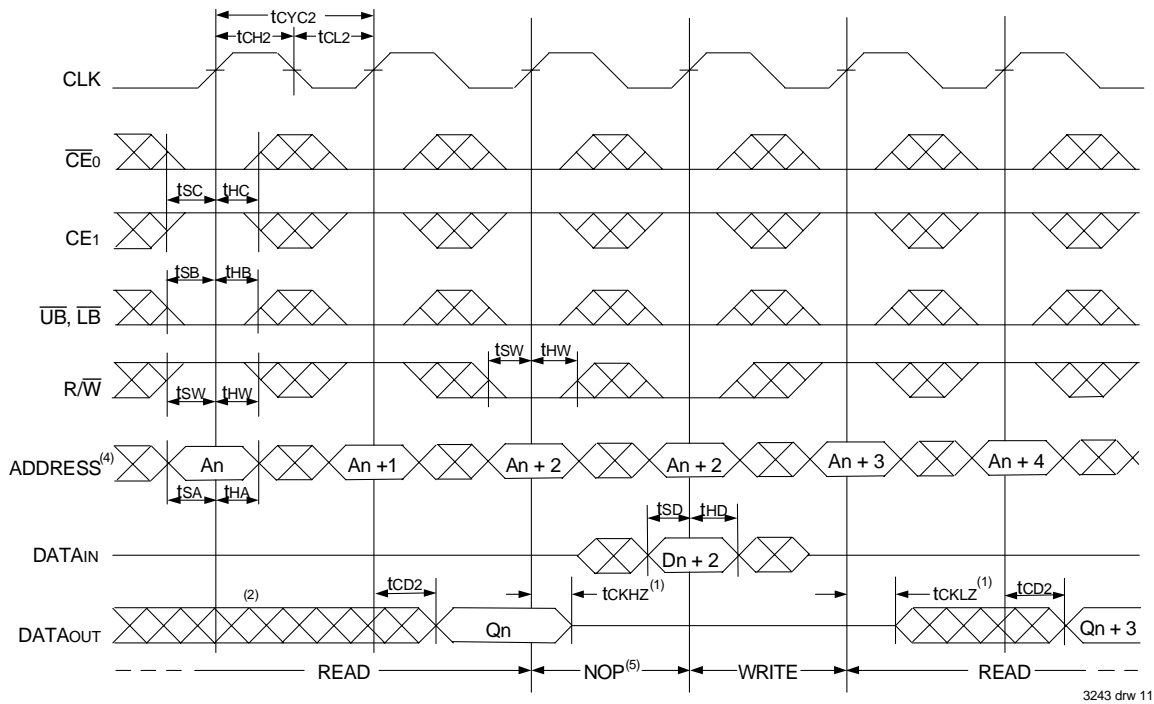 tCYC2
tCH2 tCL2
CLK
CE0
tSC tHC
CE1
tSB tHB
UB, LB
tSW tHW
R/W
tSW tHW
ADDRESS(4) An An +1 An + 2 An + 2 An + 3 An + 4
tSA tHA
tSD tHD
DATAIN Dn + 2
(2) tCD2 tCKHZ(1) tCKLZ(1) tCD2
DATAOUT Qn Qn + 3
READ NOP(5) WRITE READ
3243 drw 11